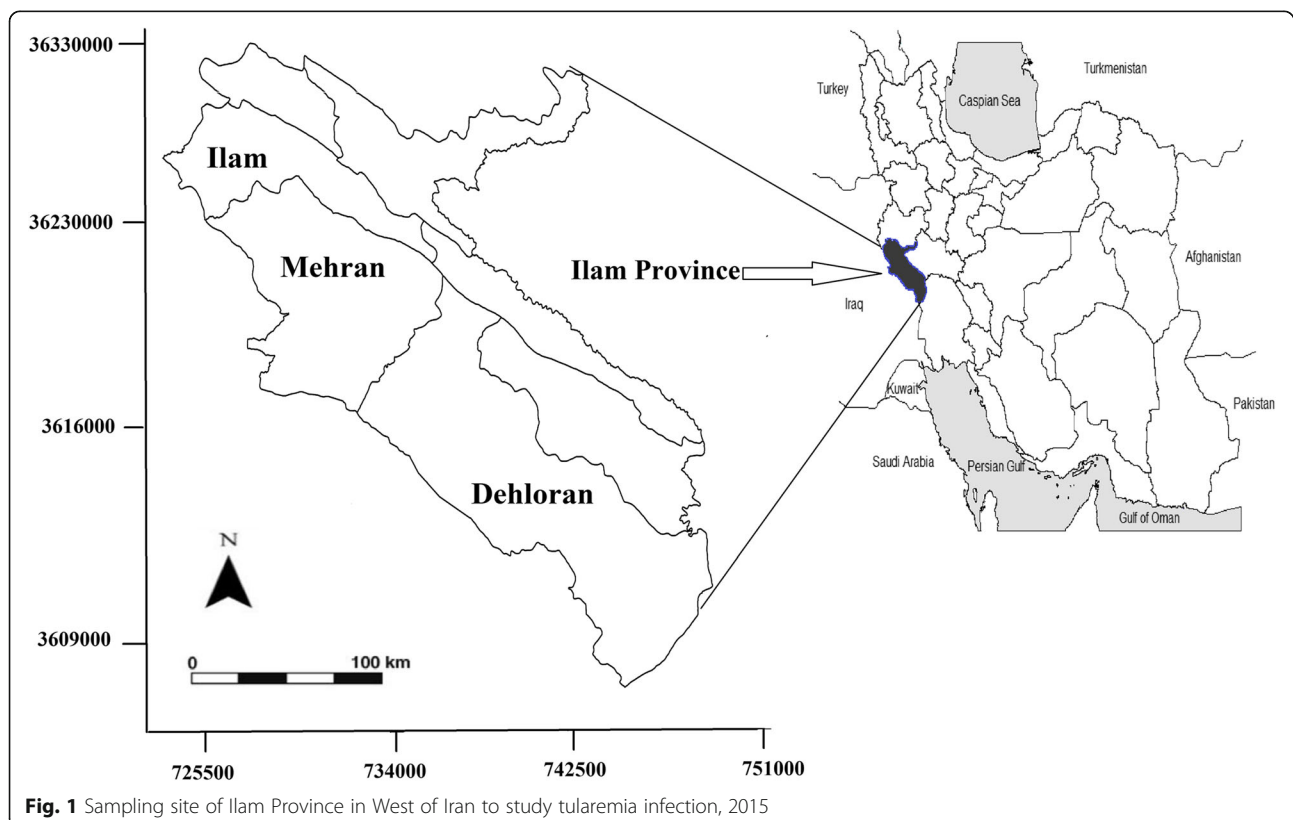 36330000
36230000
3616000
3609000
725500
734000
742500
751000
Ilam
Mehran
Dehloran
N
0 100 km
Ilam Province
Turkey
Caspian Sea
Turkmenistan
Afghanistan
Iraq
Kuwait
Pakistan
Saudi Arabia
Persian Gulf
Gulf of Oman
Fig. 1 Sampling site of Ilam Province in West of Iran to study tularemia infection, 2015